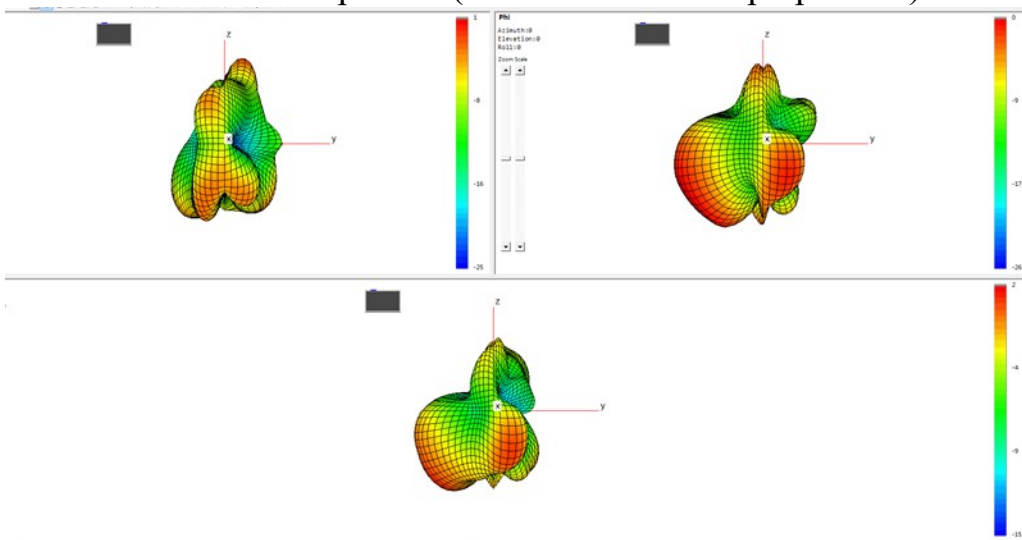 z
y
x
1
-8
-16
-25
Phi
Azimuth:0
Elevation:0
Roll:0
Zoom Scale
z
y
x
0
-9
-17
-26
z
y
x
2
-4
-9
-15